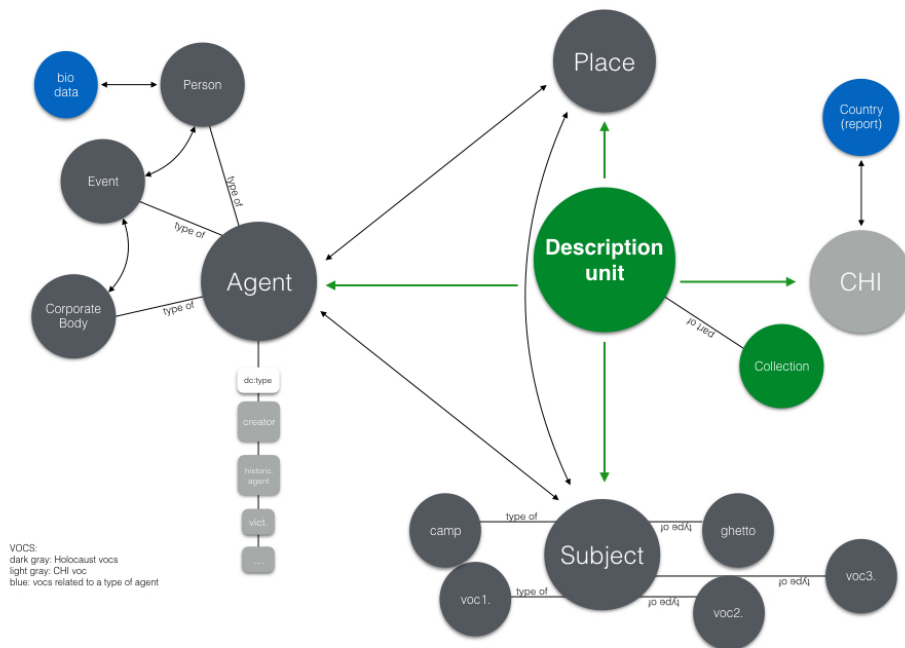 Place
bio
data
Person
Country
(report)
Event
type of
type of
Description
unit
Agent
CHI
Corporate
Body
type of
part of
Collection
dc:type
creator
historic.
agent
vict.
...
camp
type of
type of
ghetto
Subject
voc1.
type of
type of
voc2.
type of
voc3.
VOCS:
dark gray: Holocaust vocs
light gray: CHI voc
blue: vocs related to a type of agent